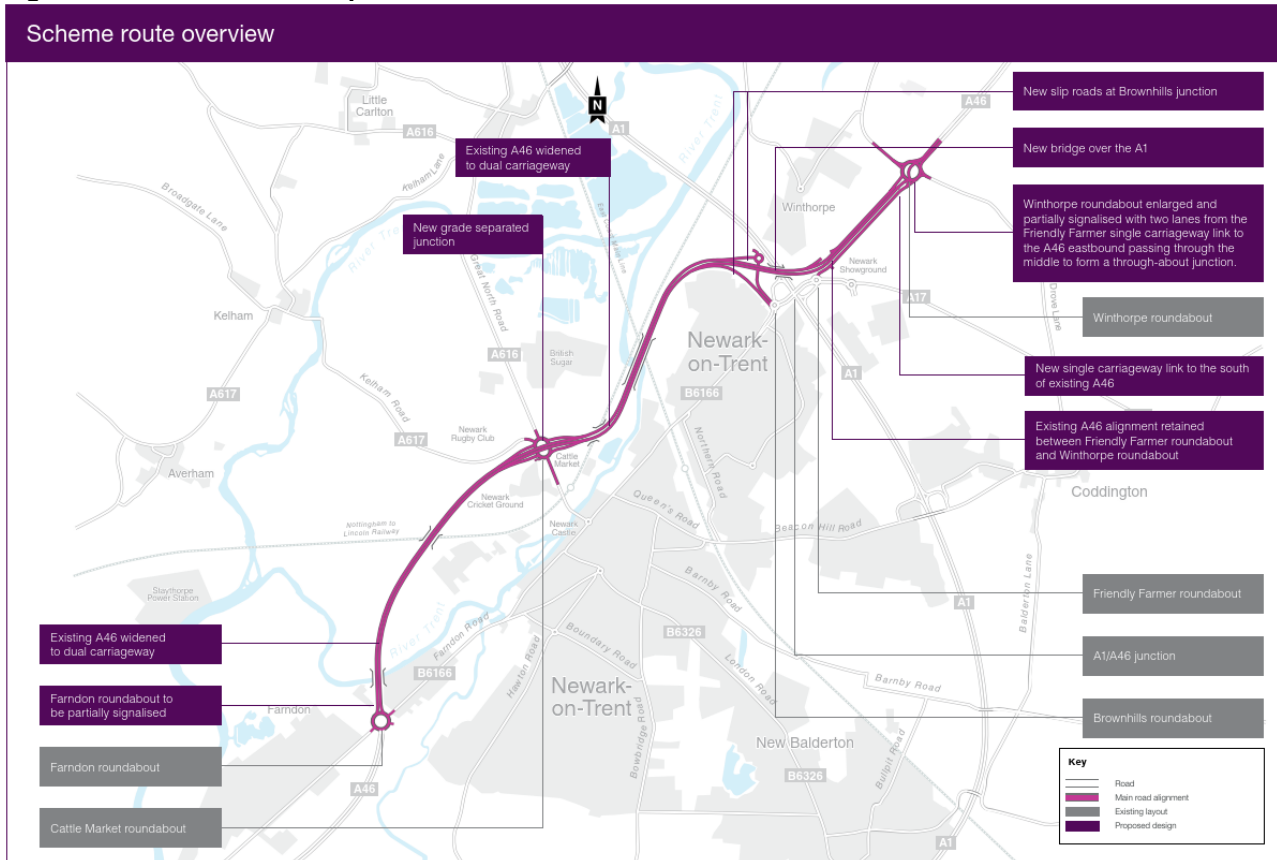 Scheme route overview
N
Little
Carlton
A616
A1
River Trent
A46
New slip roads at Brownhills junction
Existing A46 widened
to dual carriageway
New bridge over the A1
Kelham Lane
Broadgate Lane
Winthorpe
Winthorpe roundabout enlarged and
partially signalised with two lanes from the
Friendly Farmer single carriageway link to
the A46 eastbound passing through the
middle to form a through-about junction.
New grade separated
junction
River Trent
Great North Road
Newark
Showground
A17
Drove Lane
Kelham
Winthorpe roundabout
Newark-
on-Trent
A616
British
Sugar
Kelham Road
A1
New single carriageway link to the south
of existing A46
A617
B6166
Newark
Rugby Club
A617
Northern Road
Existing A46 alignment retained
between Friendly Farmer roundabout
and Winthorpe roundabout
Cattle
Market
Averham
Newark
Cricket Ground
Queen's Road
Coddington
Nottingham to
Lincoln Railway
Newark
Castle
Beacon Hill Road
Staythorpe
Power Station
Barnby Road
Balderton Lane
Friendly Farmer roundabout
A1
River Trent
Farndon Road
Boundary Road
B6326
Existing A46 widened
to dual carriageway
Hawton Road
London Road
A1/A46 junction
B6166
Barnby Road
Farndon roundabout to
be partially signalised
Newark-
on-Trent
Farndon
Brownhills roundabout
Bowbridge Road
New Balderton
Bullpit Road
Farndon roundabout
B6326
A46
Cattle Market roundabout
A1
Key
Road
Main road alignment
Existing layout
Proposed design